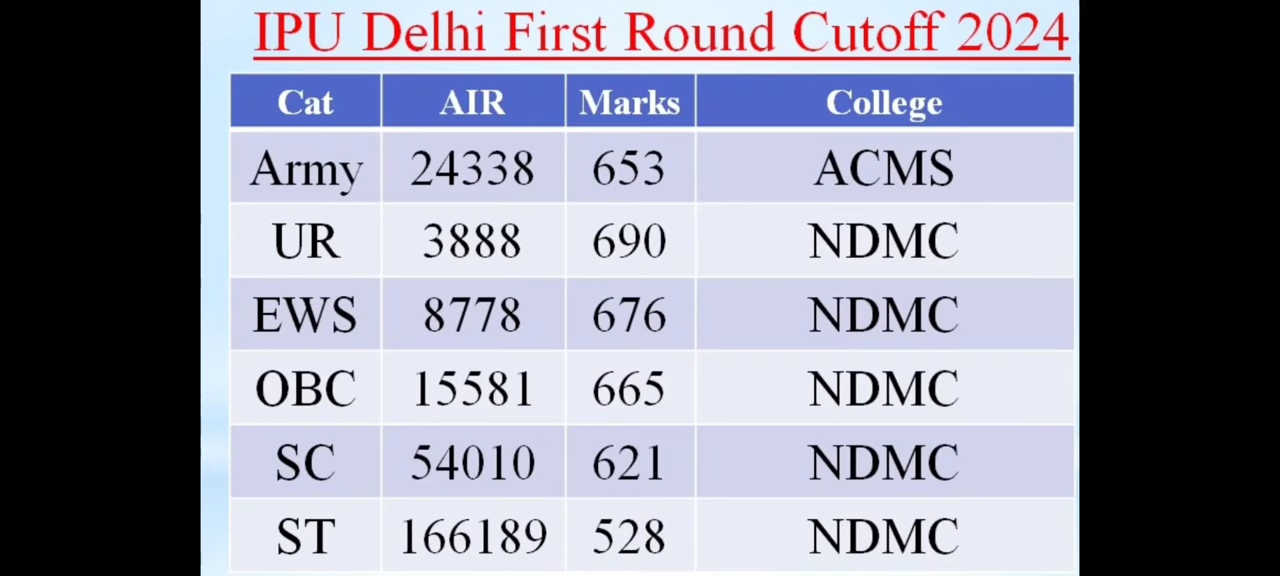 IPU Delhi First Round Cutoff 2024
Cat AIR Marks College
Army 24338 653 ACMS
UR 3888 690 NDMC
EWS 8778 676 NDMC
OBC 15581 665 NDMC
SC 54010 621 NDMC
ST 166189 528 NDMC